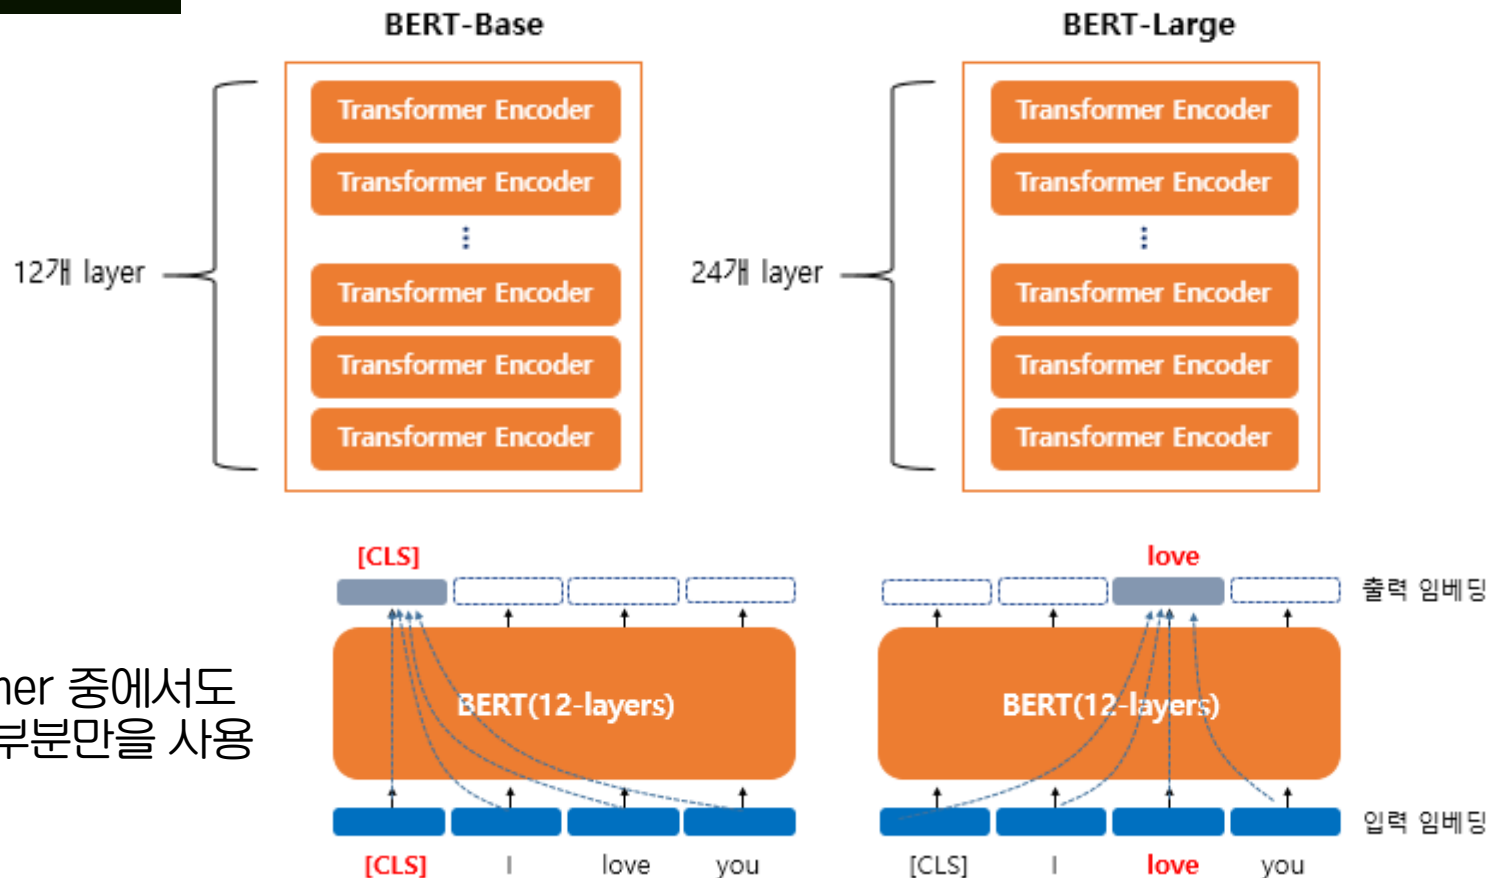 BERT-Base
BERT-Large
Transformer Encoder
Transformer Encoder
Transformer Encoder
Transformer Encoder
Transformer Encoder
12개 layer
Transformer Encoder
Transformer Encoder
Transformer Encoder
Transformer Encoder
Transformer Encoder
24개 layer
[CLS]
love
출력 임베딩
ner 중에서도
부분만을 사용
BERT(12-layers)
BERT(12-layers)
입력 임베딩
[CLS] I love you
[CLS] I love you